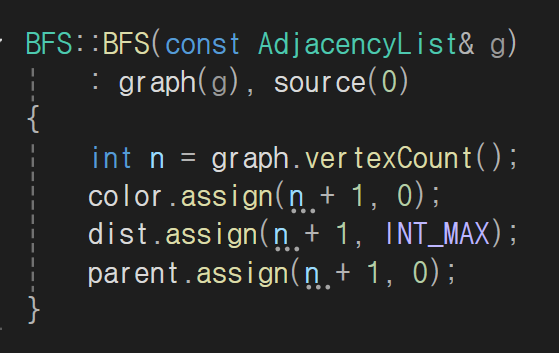 BFS::BFS(const AdjacencyList& g)
    : graph(g), source(0)
{
    int n = graph.vertexCount();
    color.assign(n + 1, 0);
    dist.assign(n + 1, INT_MAX);
    parent.assign(n + 1, 0);
}